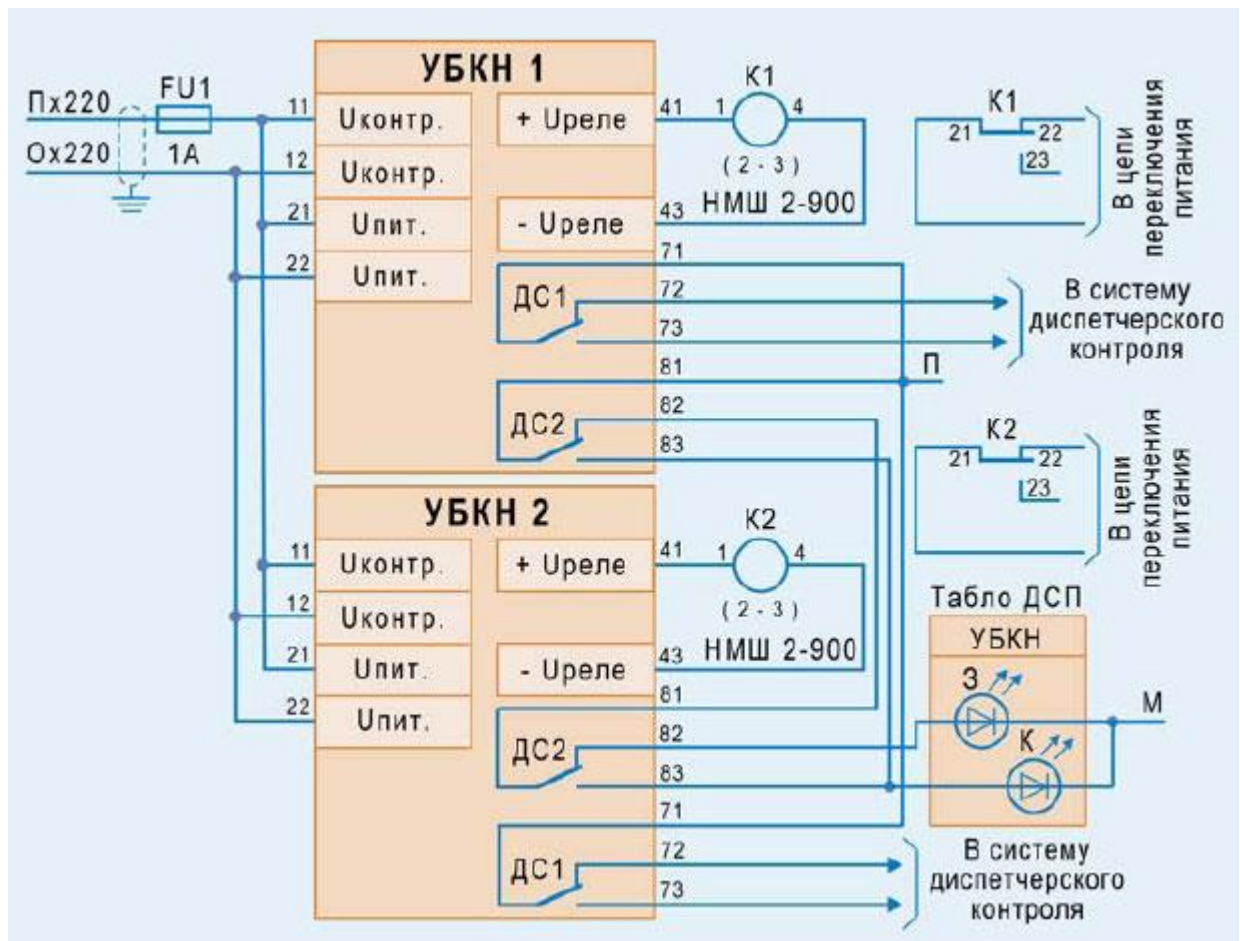 УБКН 1
Пх220
FU1
1А
Ох220
11
Uконтр.
12
Uконтр.
21
Uпит.
22
Uпит.
+ Uреле
41
- Uреле
43
К1
1
4
( 2 - 3 )
НМШ 2-900
71
ДС1
72
73
81
ДС2
82
83
К1
21
22
23
В цепи
переключения
питания
В систему
диспетчерского
контроля
П
К2
21
22
23
В цепи
переключения
питания
УБКН 2
11
Uконтр.
12
Uконтр.
21
Uпит.
22
Uпит.
+ Uреле
41
- Uреле
43
К2
1
4
( 2 - 3 )
НМШ 2-900
81
ДС2
82
83
71
ДС1
72
73
Табло ДСП
УБКН
З
К
М
В систему
диспетчерского
контроля